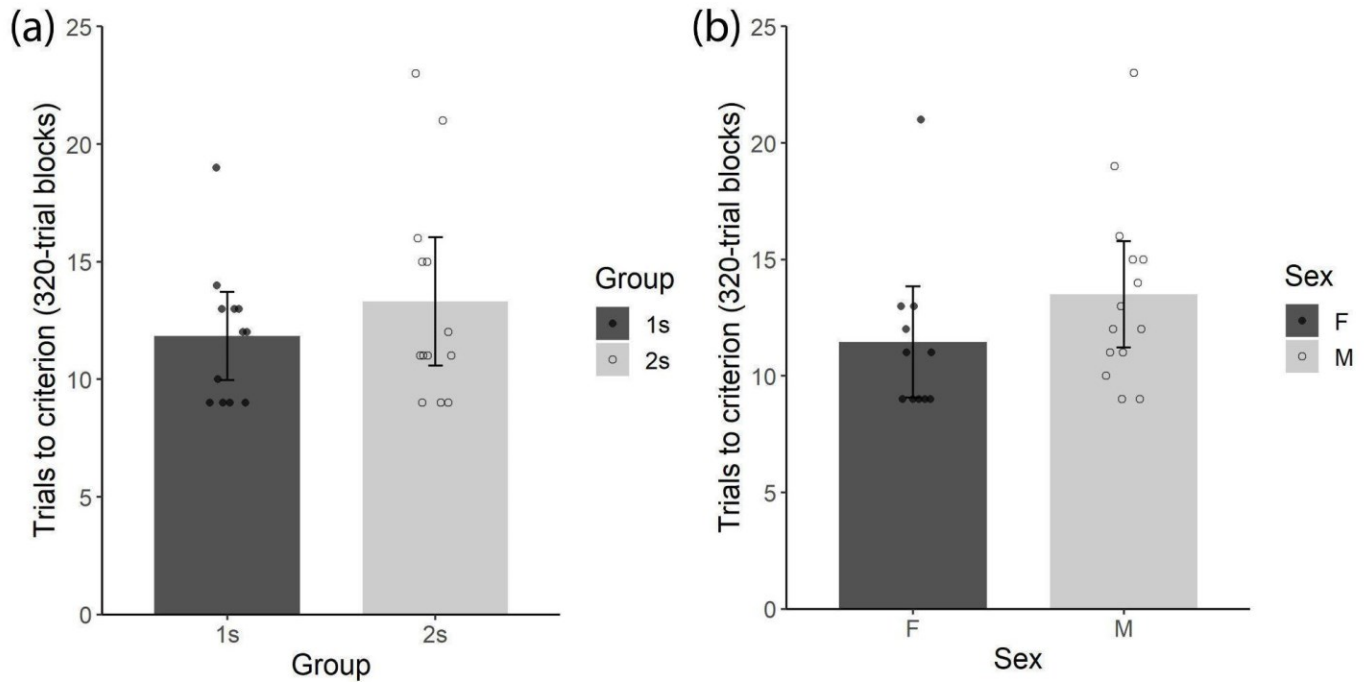 (a)
Trials to criterion (320-trial blocks)
25
20
15
10
5
0
1s
2s
Group
Group
1s
2s
(b)
Trials to criterion (320-trial blocks)
25
20
15
10
5
0
F
M
Sex
Sex
F
M